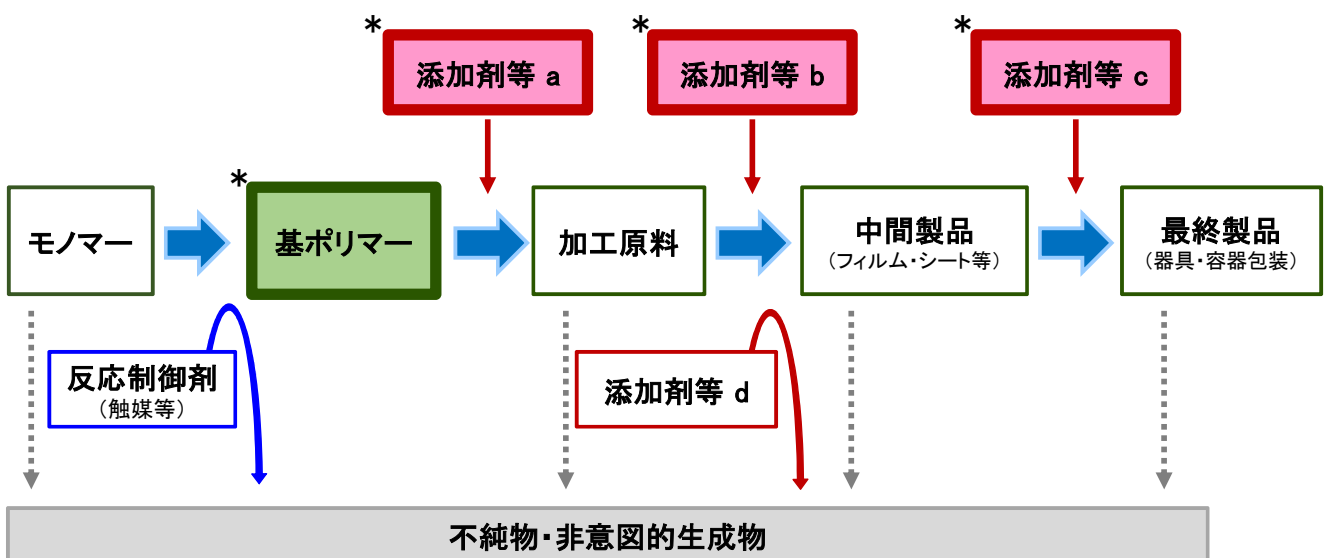 *
添加剤等 a
*
添加剤等 b
*
添加剤等 c
モノマー
*
基ポリマー
加工原料
中間製品
（フィルム・シート等）
最終製品
（器具・容器包装）
反応制御剤
（触媒等）
添加剤等 d
不純物・非意図的生成物